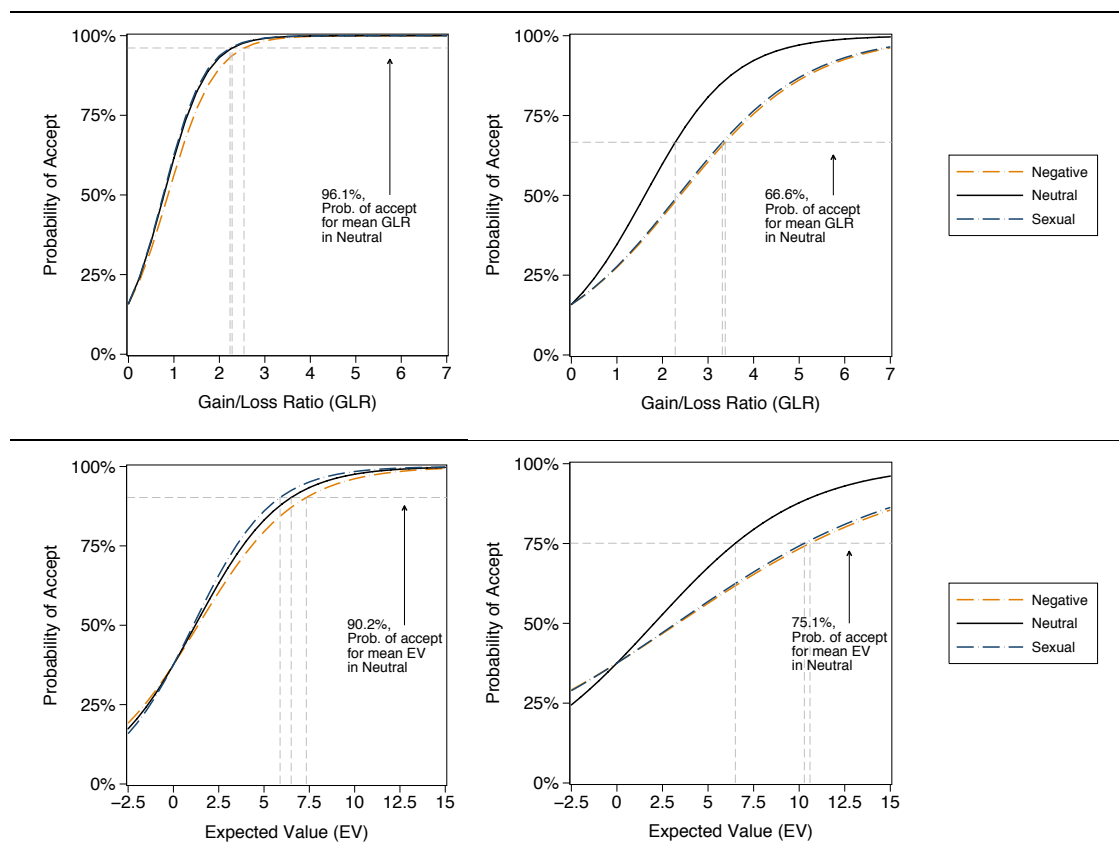 100%
75%
50%
25%
0%
Probability of Accept
96.1%,
Prob. of accept
for mean GLR
in Neutral
0 1 2 3 4 5 6 7
Gain/Loss Ratio (GLR)
100%
75%
50%
25%
0%
Probability of Accept
66.6%,
Prob. of accept
for mean GLR
in Neutral
0 1 2 3 4 5 6 7
Gain/Loss Ratio (GLR)
Negative
Neutral
Sexual
100%
75%
50%
25%
0%
Probability of Accept
90.2%,
Prob. of accept
for mean EV
in Neutral
−2.5 0 2.5 5 7.5 10 12.5 15
Expected Value (EV)
100%
75%
50%
25%
0%
Probability of Accept
75.1%,
Prob. of accept
for mean EV
in Neutral
−2.5 0 2.5 5 7.5 10 12.5 15
Expected Value (EV)
Negative
Neutral
Sexual